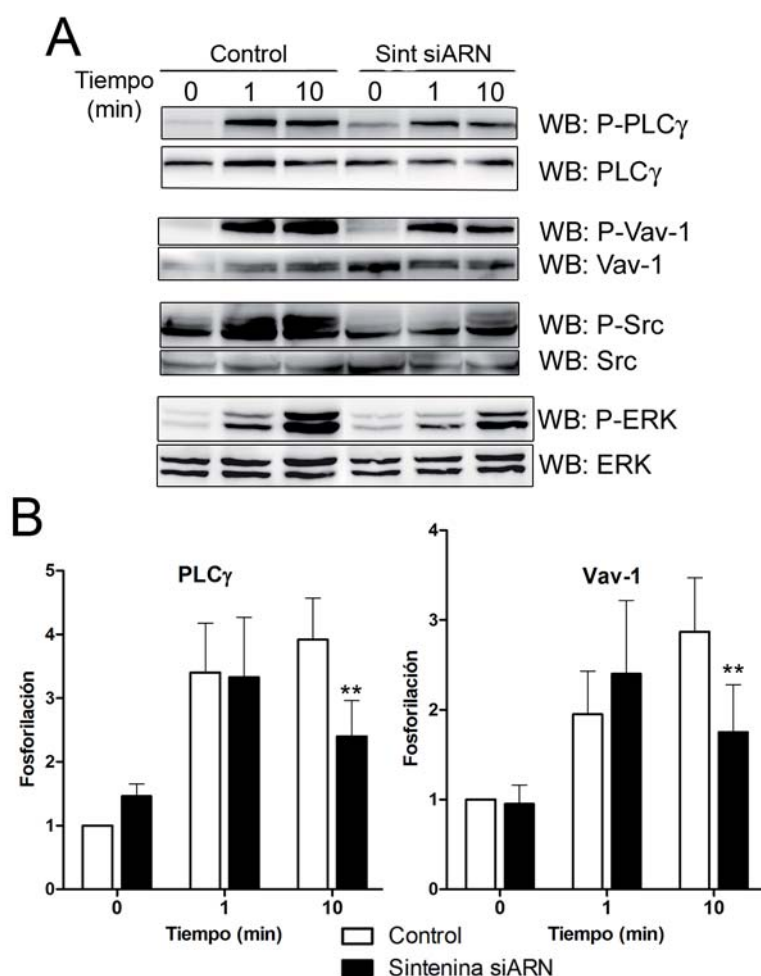 A
Control Sint siARN
Tiempo (min) 0 1 10 0 1 10
WB: P-PLCγ
WB: PLCγ
WB: P-Vav-1
WB: Vav-1
WB: P-Src
WB: Src
WB: P-ERK
WB: ERK
B
PLCγ
Fosforilación
5
4
3
2
1
0
**
0 1 10
Tiempo (min)
Vav-1
Fosforilación
4
3
2
1
0
**
0 1 10
Tiempo (min)
Control
Sintenina siARN